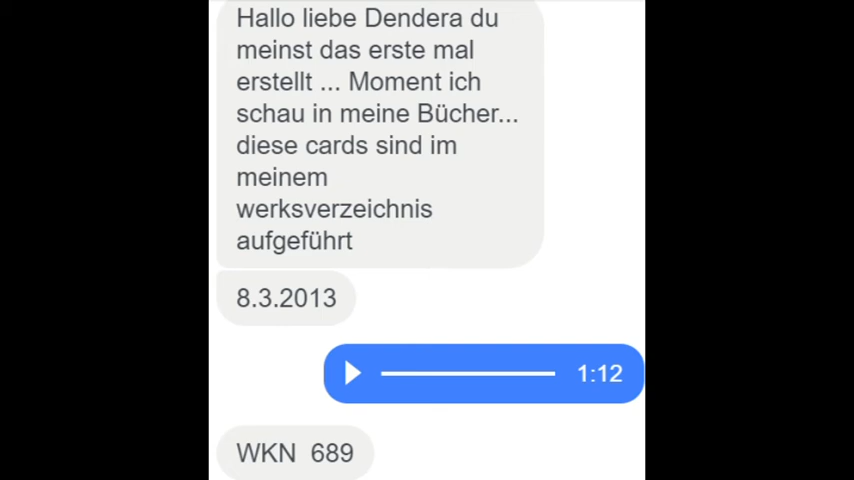 Hallo liebe Dendera du
meinst das erste mal
erstellt ... Moment ich
schau in meine Bücher...
diese cards sind im
meinem
werksverzeichnis
aufgeführt
8.3.2013
1:12
WKN 689